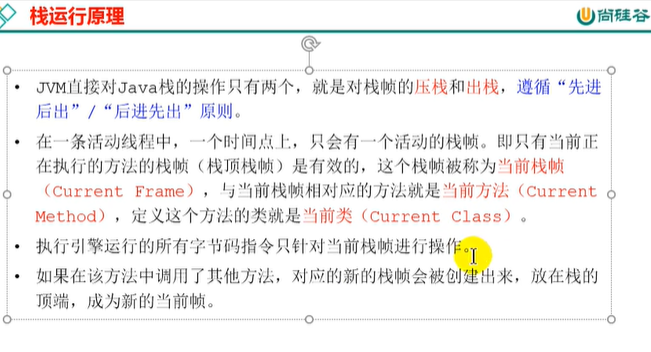 栈运行原理
尚硅谷
• JVM直接对Java栈的操作只有两个，就是对栈帧的压栈和出栈，遵循“先进
后出”/“后进先出”原则。
• 在一条活动线程中，一个时间点上，只会有一个活动的栈帧。即只有当前正
在执行的方法的栈帧（栈顶栈帧）是有效的，这个栈帧被称为当前栈帧
（Current Frame），与当前栈帧相对应的方法就是当前方法（Current
Method），定义这个方法的类就是当前类（Current Class）。
• 执行引擎运行的所有字节码指令只针对当前栈帧进行操作。
• 如果在该方法中调用了其他方法，对应的新的栈帧会被创建出来，放在栈的
顶端，成为新的当前帧。